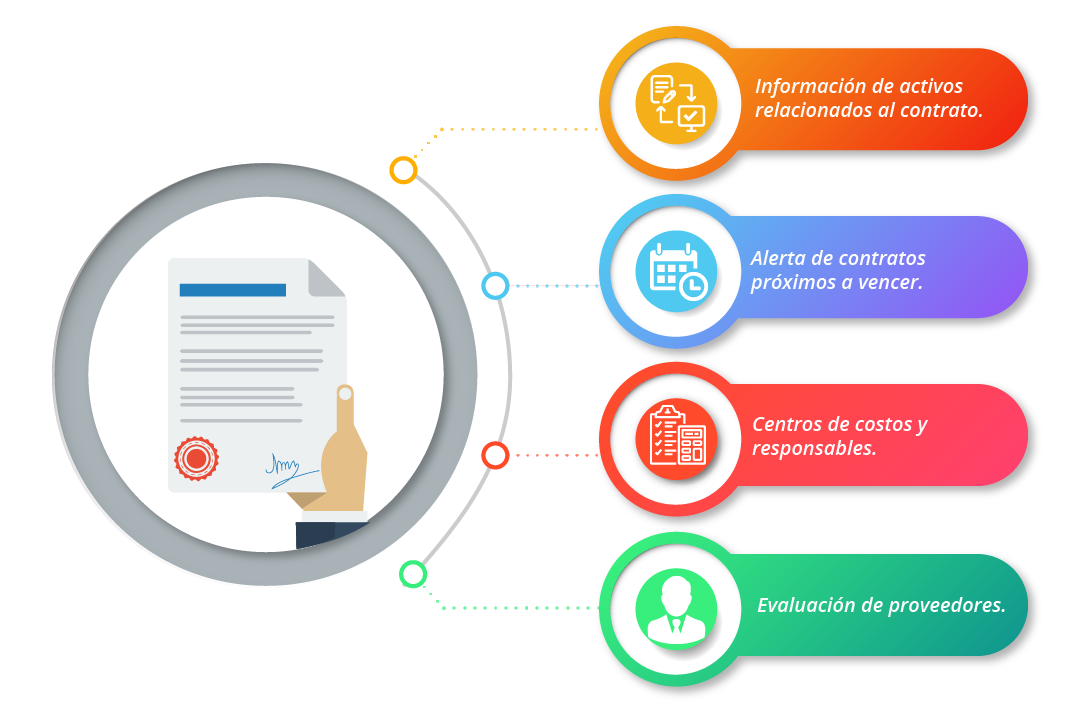 Información de activos
relacionados al contrato.
Alerta de contratos
próximos a vencer.
Centros de costos y
responsables.
Evaluación de proveedores.